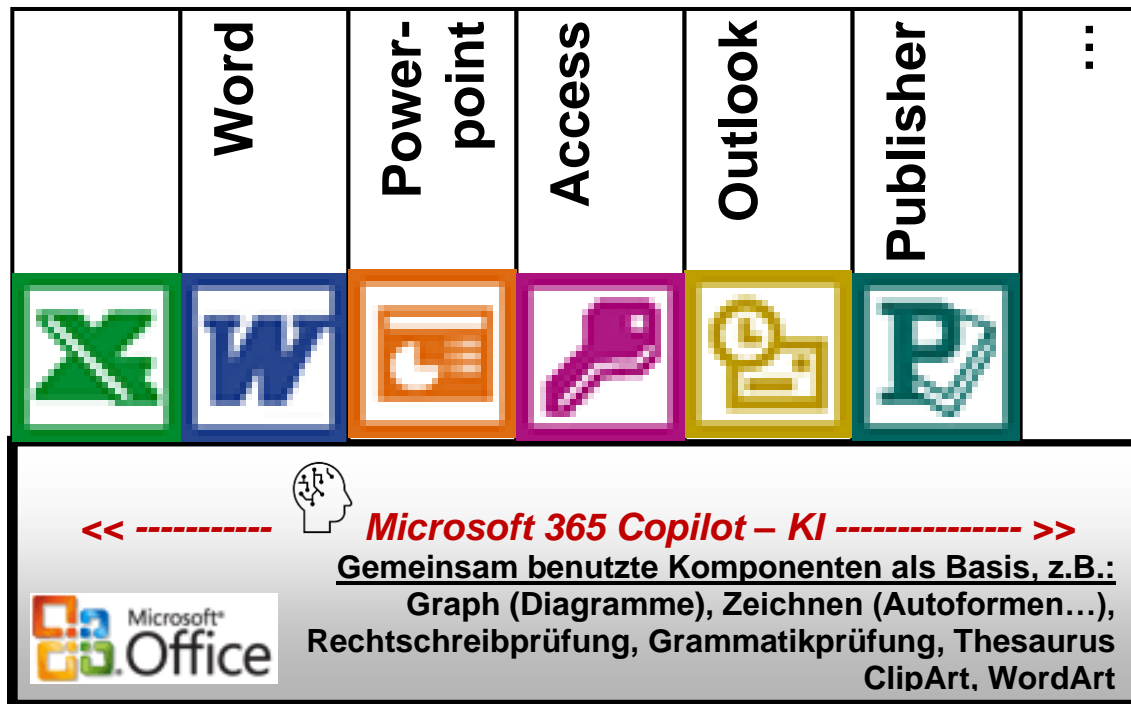 Word
Power-
point
Access
Outlook
Publisher
...
X
W
P
<< ----------- Microsoft 365 Copilot – KI --------------- >>
Gemeinsam benutzte Komponenten als Basis, z.B.:
Graph (Diagramme), Zeichnen (Autoformen…),
Rechtschreibprüfung, Grammatikprüfung, Thesaurus
ClipArt, WordArt
Microsoft®
Office